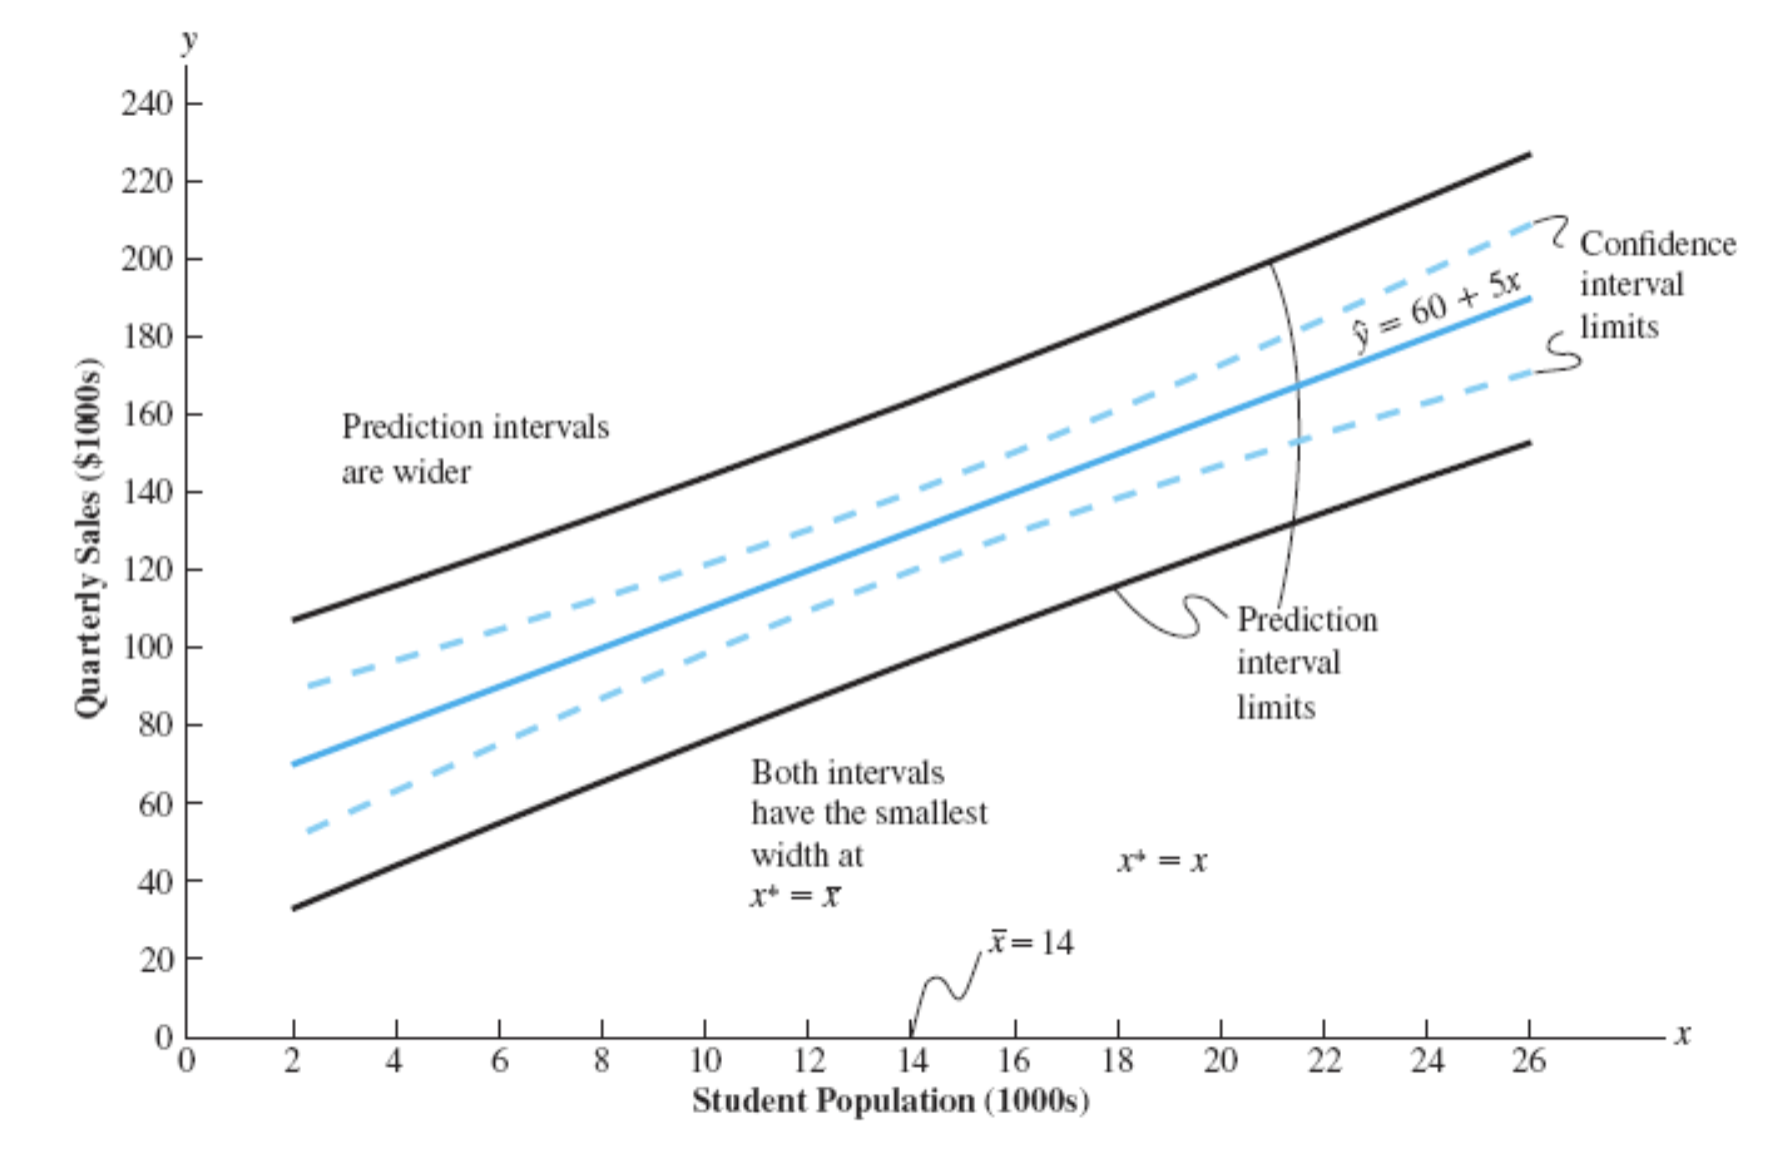 y
240
220
200
180
160
140
120
100
80
60
40
20
0
Quarterly Sales ($1000s)
Prediction intervals
are wider
ŷ = 60 + 5x
Confidence
interval
limits
Prediction
interval
limits
Both intervals
have the smallest
width at
x* = x̅
x* = x
x̅ = 14
0 2 4 6 8 10 12 14 16 18 20 22 24 26
x
Student Population (1000s)